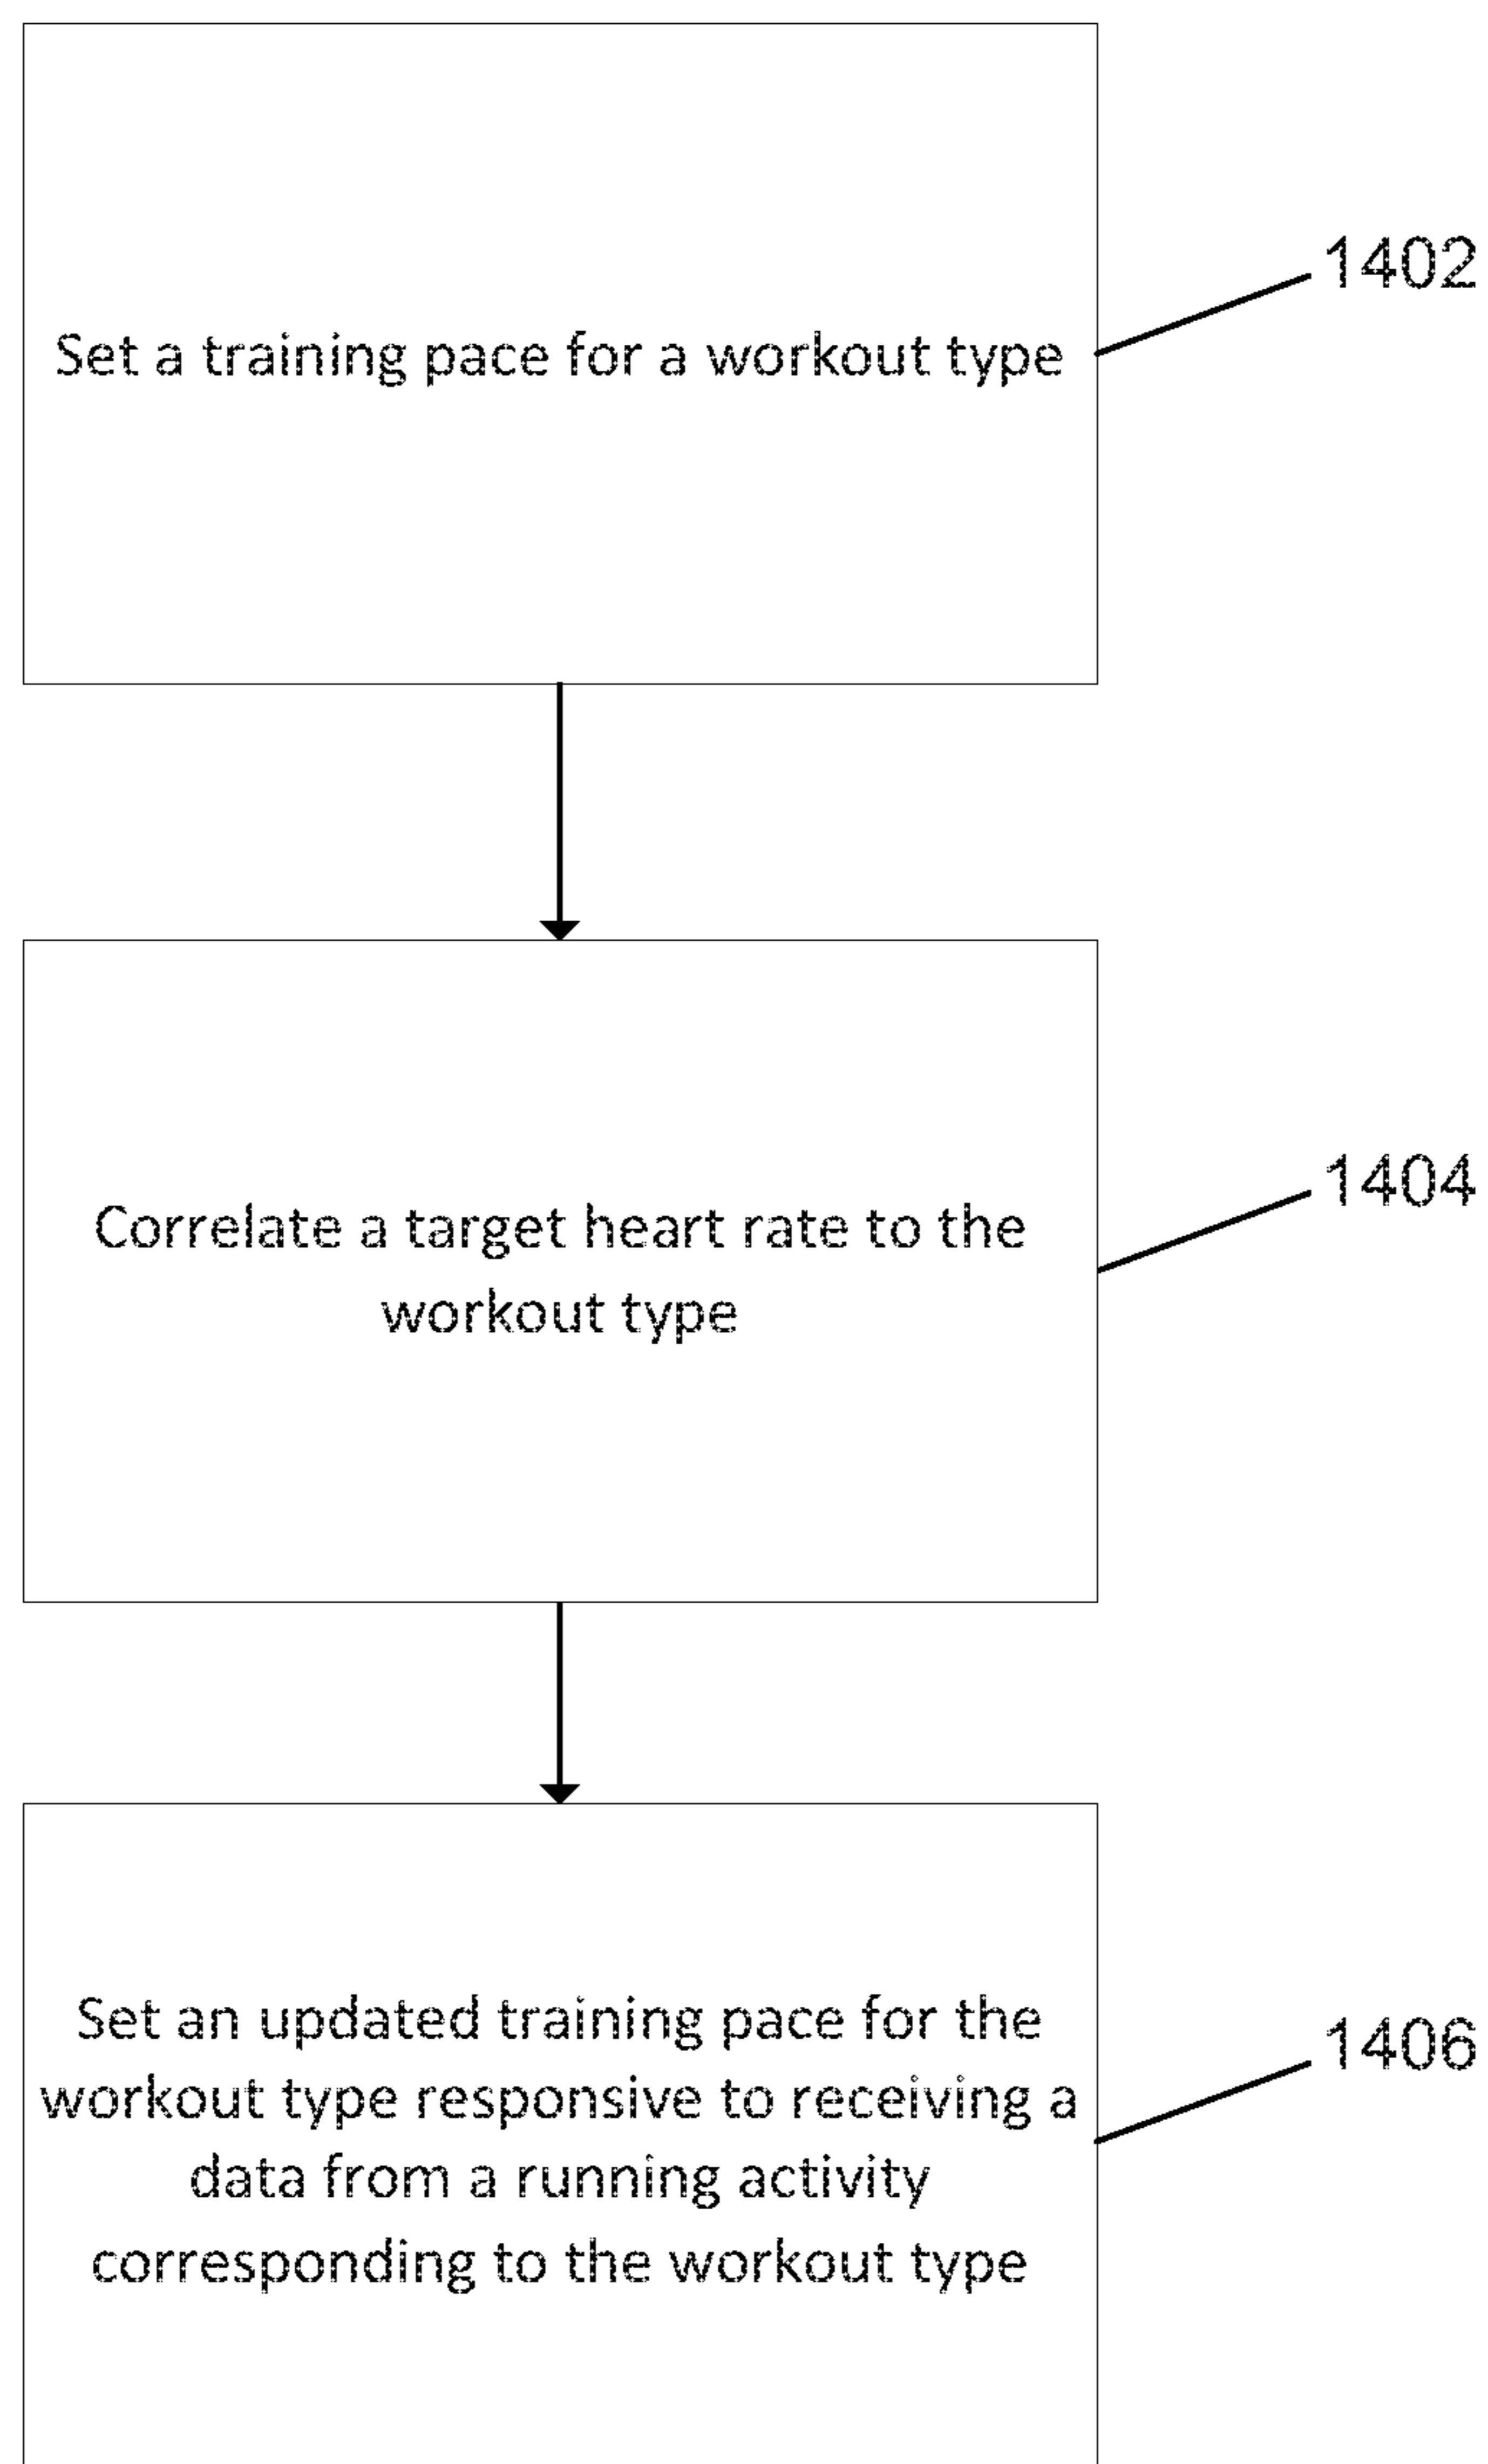 Set a training pace for a workout type
1402
Correlate a target heart rate to the
workout type
1404
Set an updated training pace for the
workout type responsive to receiving a
data from a running activity
corresponding to the workout type
1406